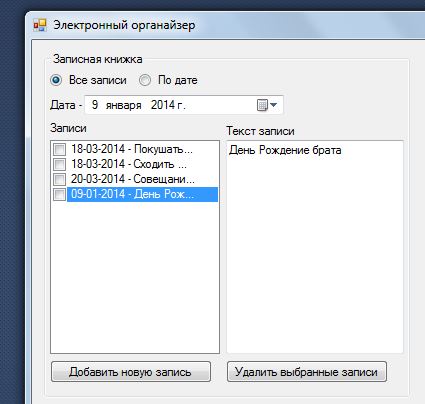 Электронный органайзер
Записная книжка
Все записи По дате
Дата - 9 января 2014 г.
Записи
Текст записи
18-03-2014 - Покушать...
18-03-2014 - Сходить ...
20-03-2014 - Совещани...
09-01-2014 - День Рож...
День Рождение брата
Добавить новую запись
Удалить выбранные записи